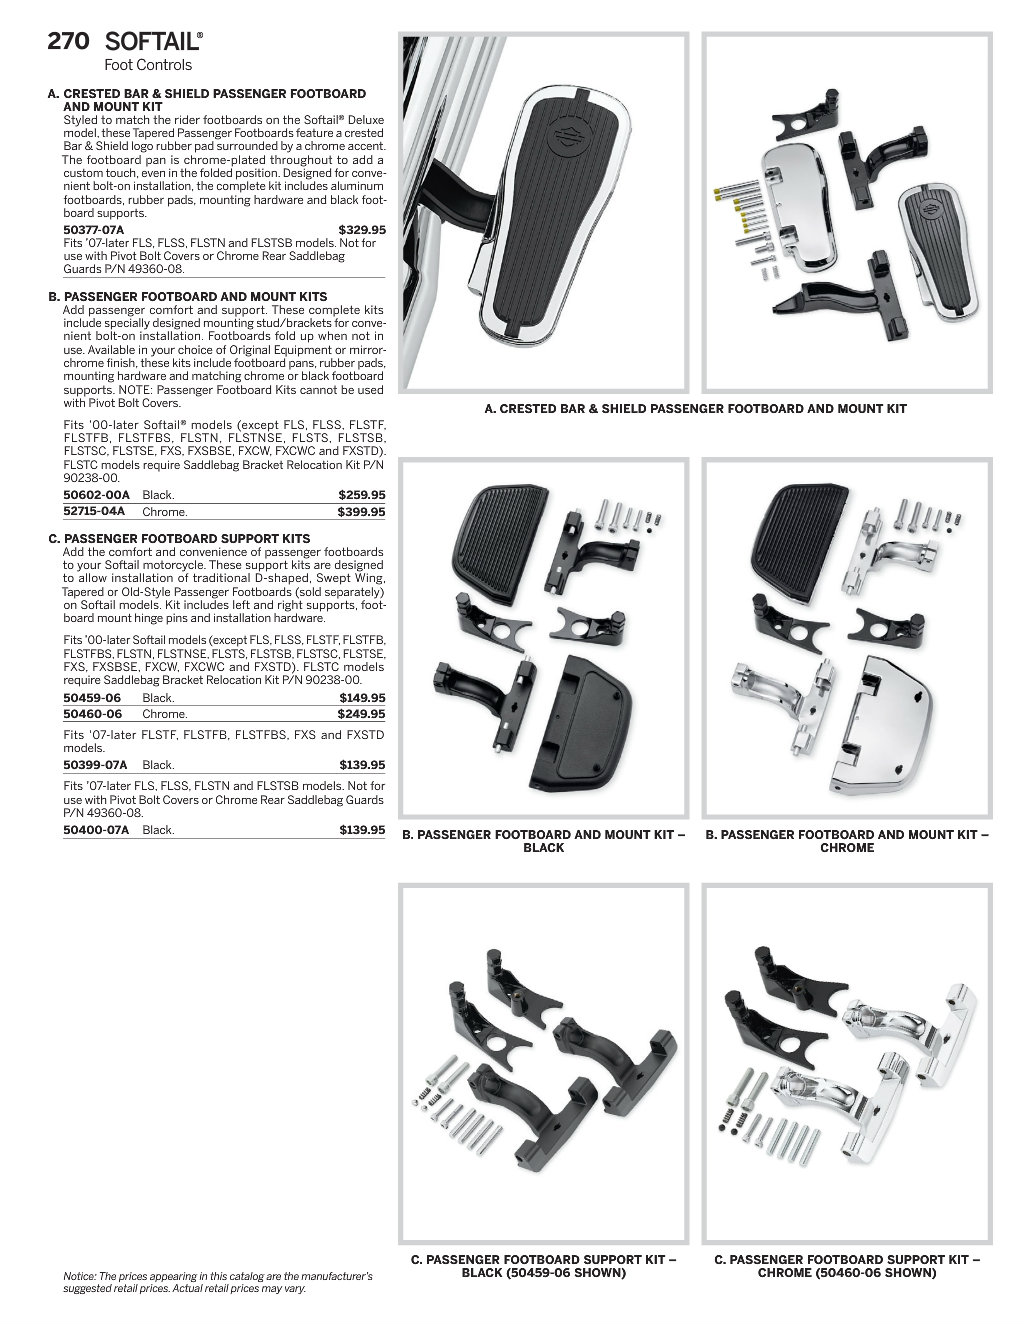 270 SOFTAIL®
Foot Controls
A. CRESTED BAR & SHIELD PASSENGER FOOTBOARD
AND MOUNT KIT
Styled to match the rider footboards on the Softail® Deluxe
model, these Tapered Passenger Footboards feature a crested
Bar & Shield logo rubber pad surrounded by a chrome accent.
The footboard pan is chrome-plated throughout to add a
custom touch, even in the folded position. Designed for conve-
nient bolt-on installation, the complete kit includes aluminum
footboards, rubber pads, mounting hardware and black foot-
board supports.
50377-07A $329.95
Fits ’07-later FLS, FLSS, FLSTN and FLSTSB models. Not for
use with Pivot Bolt Covers or Chrome Rear Saddlebag
Guards P/N 49360-08.
B. PASSENGER FOOTBOARD AND MOUNT KITS
Add passenger comfort and support. These complete kits
include specially designed mounting stud/brackets for conve-
nient bolt-on installation. Footboards fold up when not in
use. Available in your choice of Original Equipment or mirror-
chrome finish, these kits include footboard pans, rubber pads,
mounting hardware and matching chrome or black footboard
supports. NOTE: Passenger Footboard Kits cannot be used
with Pivot Bolt Covers.
Fits '00-later Softail® models (except FLS, FLSS, FLSTF,
FLSTFB, FLSTFBS, FLSTN, FLSTNSE, FLSTS, FLSTSB,
FLSTSC, FLSTSE, FXS, FXSBSE, FXCW, FXCWC and FXSTD).
FLSTC models require Saddlebag Bracket Relocation Kit P/N
90238-00.
50602-00A Black. $259.95
52715-04A Chrome. $399.95
C. PASSENGER FOOTBOARD SUPPORT KITS
Add the comfort and convenience of passenger footboards
to your Softail motorcycle. These support kits are designed
to allow installation of traditional D-shaped, Swept Wing,
Tapered or Old-Style Passenger Footboards (sold separately)
on Softail models. Kit includes left and right supports, foot-
board mount hinge pins and installation hardware.
Fits ’00-later Softail models (except FLS, FLSS, FLSTF, FLSTFB,
FLSTFBS, FLSTN, FLSTNSE, FLSTS, FLSTSB, FLSTSC, FLSTSE,
FXS, FXSBSE, FXCW, FXCWC and FXSTD). FLSTC models
require Saddlebag Bracket Relocation Kit P/N 90238-00.
50459-06 Black. $149.95
50460-06 Chrome. $249.95
Fits '07-later FLSTF, FLSTFB, FLSTFBS, FXS and FXSTD
models.
50399-07A Black. $139.95
Fits ’07-later FLS, FLSS, FLSTN and FLSTSB models. Not for
use with Pivot Bolt Covers or Chrome Rear Saddlebag Guards
P/N 49360-08.
50400-07A Black. $139.95
Notice: The prices appearing in this catalog are the manufacturer's
suggested retail prices. Actual retail prices may vary.
A. CRESTED BAR & SHIELD PASSENGER FOOTBOARD AND MOUNT KIT
B. PASSENGER FOOTBOARD AND MOUNT KIT –
BLACK
B. PASSENGER FOOTBOARD AND MOUNT KIT –
CHROME
C. PASSENGER FOOTBOARD SUPPORT KIT –
BLACK (50459-06 SHOWN)
C. PASSENGER FOOTBOARD SUPPORT KIT –
CHROME (50460-06 SHOWN)